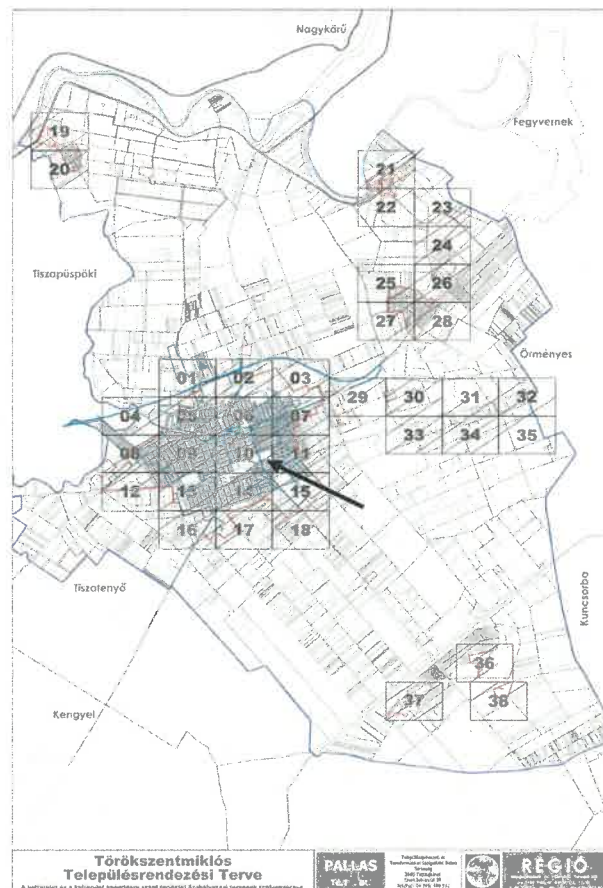 Nagykárű
Fegyvernek
19
20
21
22 23
24
Tiszapüspöki
25 26
27 28
Örményes
01 02 03
29 30 31 32
04 05 06 07
33 34 35
08 09 10 11
12 13 14 15
16 17 18
Tiszatenyő
Kuncsorba
36
37 38
Kengyel
Törökszentmiklós
Településrendezési Terve
PALLAS
RÉGIÓ